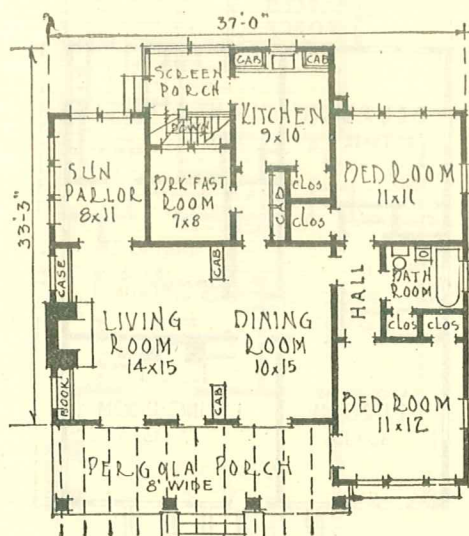 37'-0"
33'-3"
SCREEN
PORCH
CAB
CAB
KITCHEN
9x10
DOWN
SUN
PARLOR
8x11
BRK'FAST
ROOM
7x8
CAB
CLOS
CLOS
BED ROOM
11x11
CASE
CAB
HALL
BATH
ROOM
CLOS
CLOS
LIVING
ROOM
14x15
DINING
ROOM
10x15
BOOK
CAB
BED ROOM
11x12
PERGOLA PORCH
8' WIDE